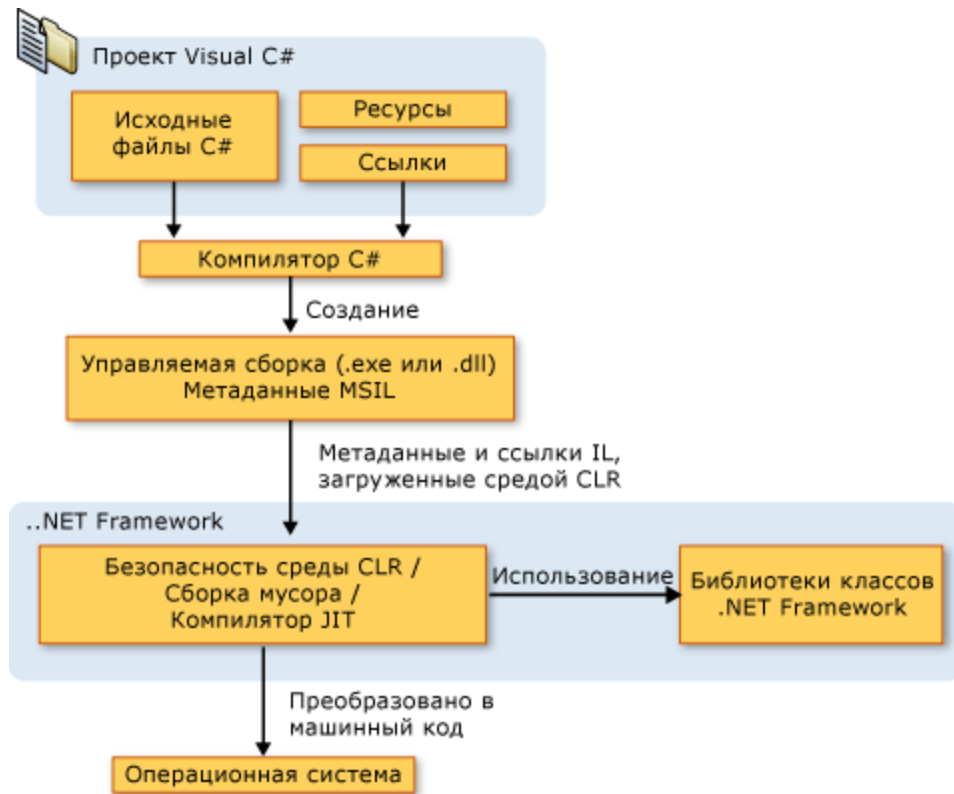 Проект Visual C#
Исходные
файлы C#
Ресурсы
Ссылки
Компилятор C#
Создание
Управляемая сборка (.exe или .dll)
Метаданные MSIL
Метаданные и ссылки IL,
загруженные средой CLR
..NET Framework
Безопасность среды CLR /
Сборка мусора /
Компилятор JIT
Использование
Библиотеки классов
.NET Framework
Преобразовано в
машинный код
Операционная система